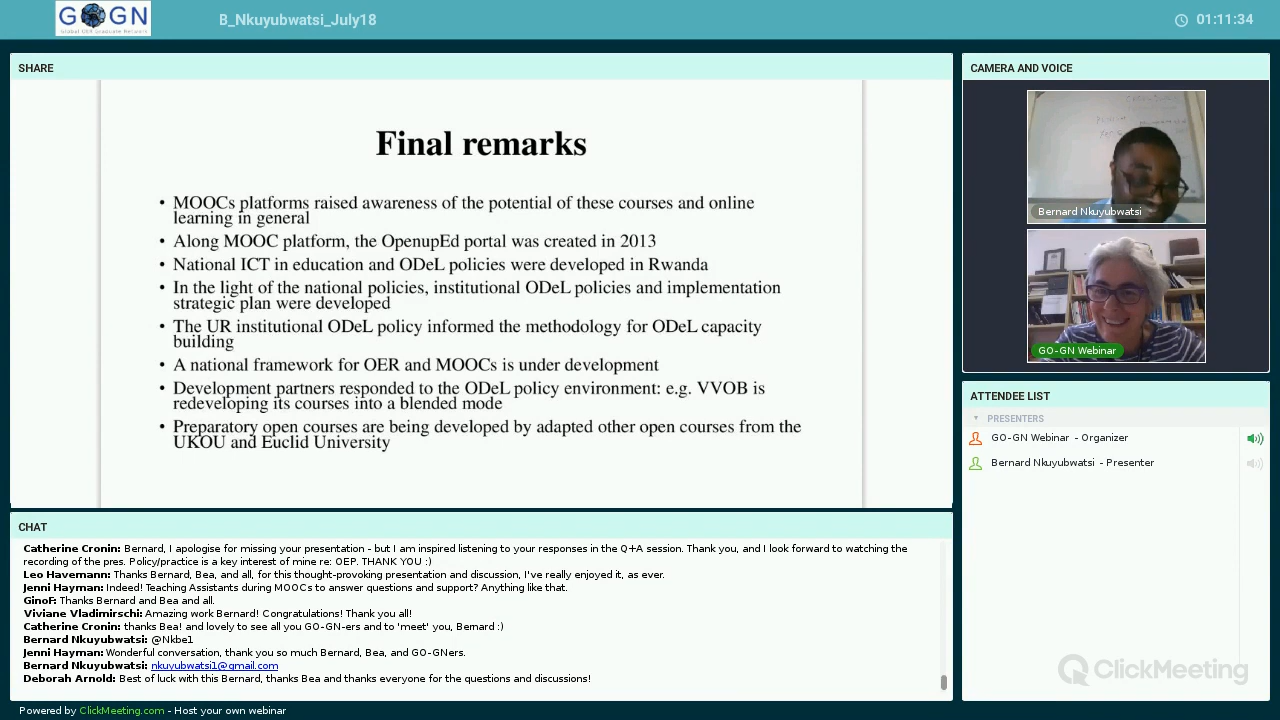 GOGN
Global OER Graduate Network
B_Nkuyubwatsi_July18
01:11:34
SHARE
Final remarks
• MOOCs platforms raised awareness of the potential of these courses and online
learning in general
• Along MOOC platform, the OpenupEd portal was created in 2013
• National ICT in education and ODeL policies were developed in Rwanda
• In the light of the national policies, institutional ODeL policies and implementation
strategic plan were developed
• The UR institutional ODeL policy informed the methodology for ODeL capacity
building
• A national framework for OER and MOOCs is under development
• Development partners responded to the ODeL policy environment: e.g. VVOB is
redeveloping its courses into a blended mode
• Preparatory open courses are being developed by adapted other open courses from the
UKOU and Euclid University
CHAT
Catherine Cronin: Bernard, I apologise for missing your presentation - but I am inspired listening to your responses in the Q+A session. Thank you, and I look forward to watching the
recording of the pres. Policy/practice is a key interest of mine re: OEP. THANK YOU :)
Leo Havemann: Thanks Bernard, Bea, and all, for this thought-provoking presentation and discussion, I've really enjoyed it, as ever.
Jenni Hayman: Indeed! Teaching Assistants during MOOCs to answer questions and support? Anything like that.
GinoF: Thanks Bernard and Bea and all.
Viviane Vladimirschi: Amazing work Bernard! Congratulations! Thank you all!
Catherine Cronin: thanks Bea! and lovely to see all you GO-GN-ers and to 'meet' you, Bernard :)
Bernard Nkuyubwatsi: @Nkbe1
Jenni Hayman: Wonderful conversation, thank you so much Bernard, Bea, and GO-GNers.
Bernard Nkuyubwatsi: nkuyubwatsi1@gmail.com
Deborah Arnold: Best of luck with this Bernard, thanks Bea and thanks everyone for the questions and discussions!
CAMERA AND VOICE
Bernard Nkuyubwatsi
GO-GN Webinar
ATTENDEE LIST
PRESENTERS
GO-GN Webinar - Organizer
Bernard Nkuyubwatsi - Presenter
ClickMeeting
Powered by ClickMeeting.com - Host your own webinar